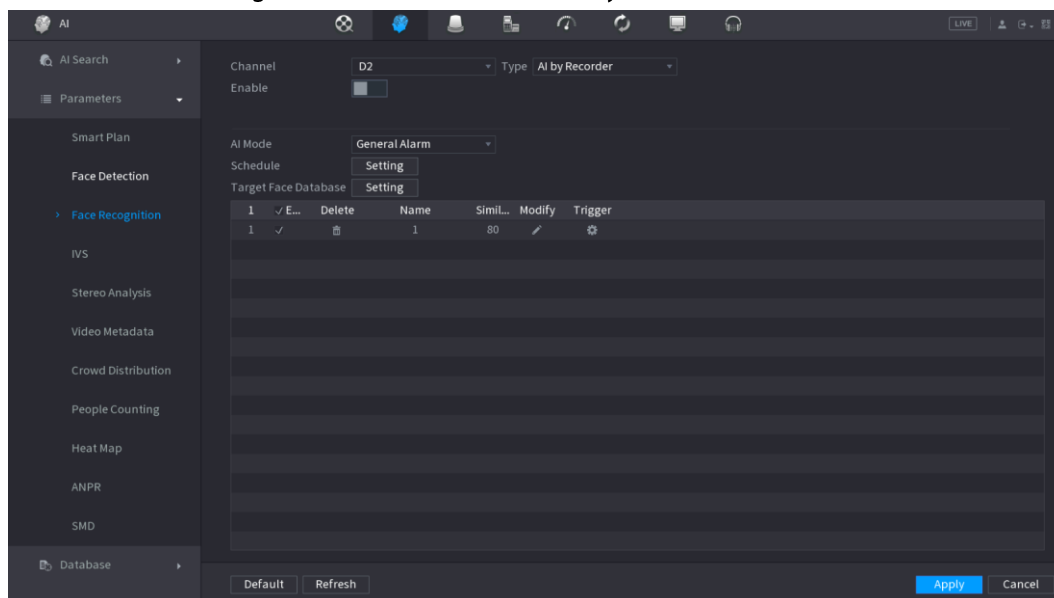 AI
LIVE
AI Search
Parameters
Smart Plan
Face Detection
Face Recognition
IVS
Stereo Analysis
Video Metadata
Crowd Distribution
People Counting
Heat Map
ANPR
SMD
Database
Channel D2 Type AI by Recorder
Enable
AI Mode General Alarm
Schedule Setting
Target Face Database Setting
1 E... Delete Name Simil... Modify Trigger
1 1 80
Default Refresh Apply Cancel